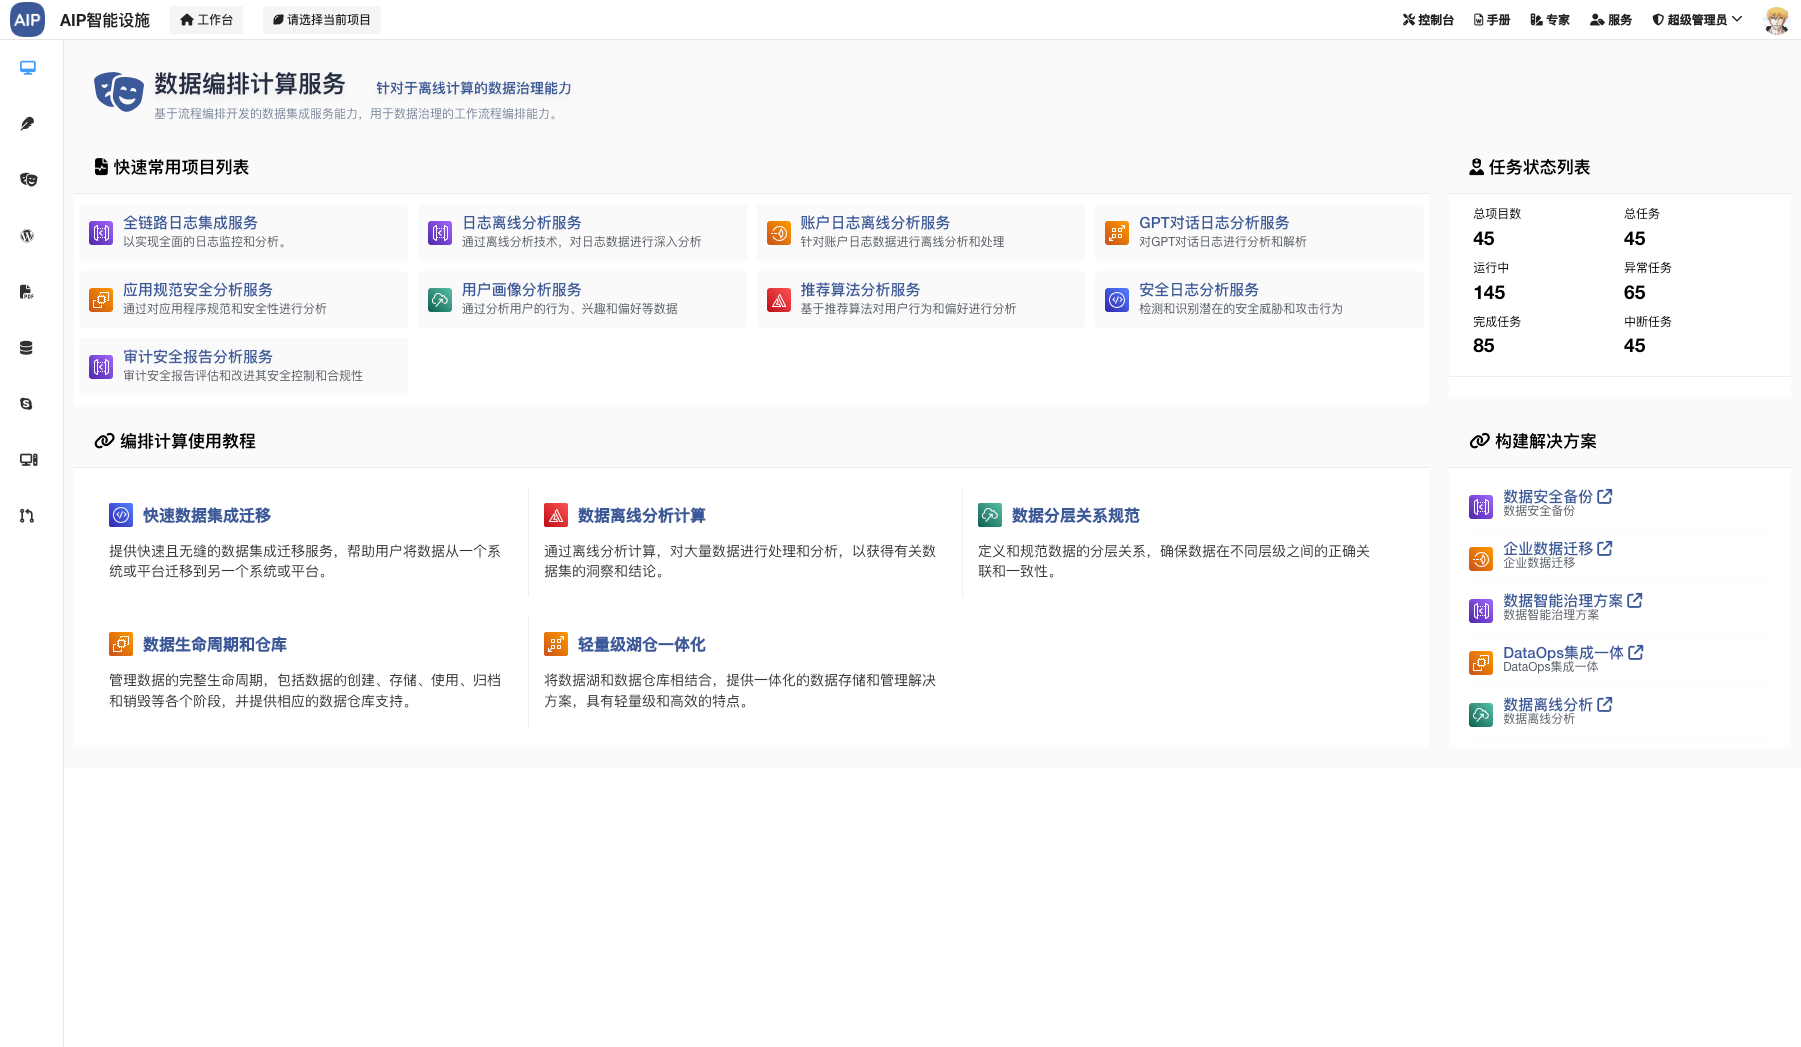 AIP AIP智能设施 工作台 请选择当前项目 控制台 手册 专家 服务 超级管理员
数据编排计算服务 针对于离线计算的数据治理能力
基于流程编排开发的数据集成服务能力，用于数据治理的工作流程编排能力。
快速常用项目列表
全链路日志集成服务
以实现全面的日志监控和分析。
日志离线分析服务
通过离线分析技术，对日志数据进行深入分析
账户日志离线分析服务
针对账户日志数据进行离线分析和处理
GPT对话日志分析服务
对GPT对话日志进行分析和解析
应用规范安全分析服务
通过对应用程序规范和安全性进行分析
用户画像分析服务
通过分析用户的行为、兴趣和偏好等数据
推荐算法分析服务
基于推荐算法对用户行为和偏好进行分析
安全日志分析服务
检测和识别潜在的安全威胁和攻击行为
审计安全报告分析服务
审计安全报告评估和改进其安全控制和合规性
任务状态列表
总项目数 总任务
45 45
运行中 异常任务
145 65
完成任务 中断任务
85 45
编排计算使用教程
快速数据集成迁移
提供快速且无缝的数据集成迁移服务，帮助用户将数据从一个系
统或平台迁移到另一个系统或平台。
数据离线分析计算
通过离线分析计算，对大量数据进行处理和分析，以获得有关数
据集的洞察和结论。
数据分层关系规范
定义和规范数据的分层关系，确保数据在不同层级之间的正确关
联和一致性。
数据生命周期和仓库
管理数据的完整生命周期，包括数据的创建、存储、使用、归档
和销毁等各个阶段，并提供相应的数据仓库支持。
轻量级湖仓一体化
将数据湖和数据仓库相结合，提供一体化的数据存储和管理解决
方案，具有轻量级和高效的特点。
构建解决方案
数据安全备份
数据安全备份
企业数据迁移
企业数据迁移
数据智能治理方案
数据智能治理方案
DataOps集成一体
DataOps集成一体
数据离线分析
数据离线分析